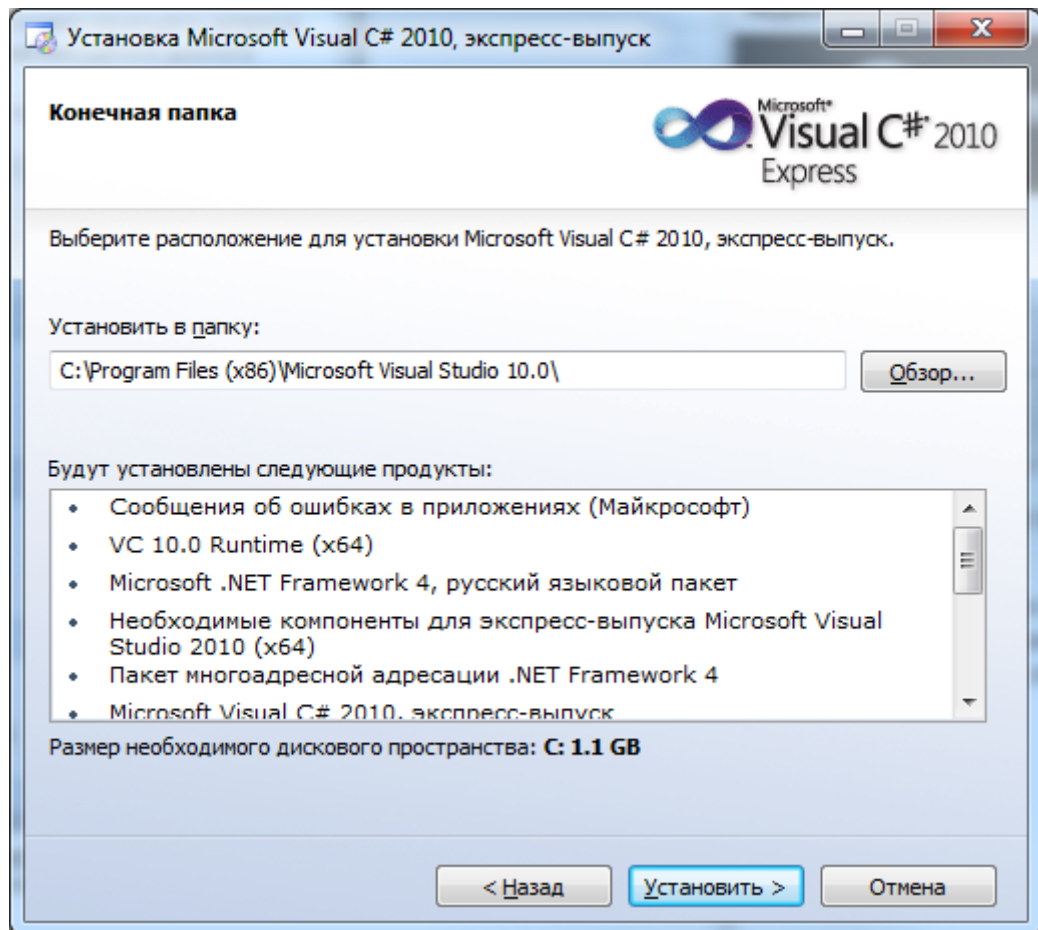 Установка Microsoft Visual C# 2010, экспресс-выпуск
Конечная папка
Microsoft®
Visual C#® 2010
Express
Выберите расположение для установки Microsoft Visual C# 2010, экспресс-выпуск.
Установить в папку:
C:\Program Files (x86)\Microsoft Visual Studio 10.0\
Обзор...
Будут установлены следующие продукты:
• Сообщения об ошибках в приложениях (Майкрософт)
• VC 10.0 Runtime (x64)
• Microsoft .NET Framework 4, русский языковой пакет
• Необходимые компоненты для экспресс-выпуска Microsoft Visual
Studio 2010 (x64)
• Пакет многоадресной адресации .NET Framework 4
• Microsoft Visual C# 2010, экспресс-выпуск
Размер необходимого дискового пространства: C: 1.1 GB
< Назад
Установить >
Отмена